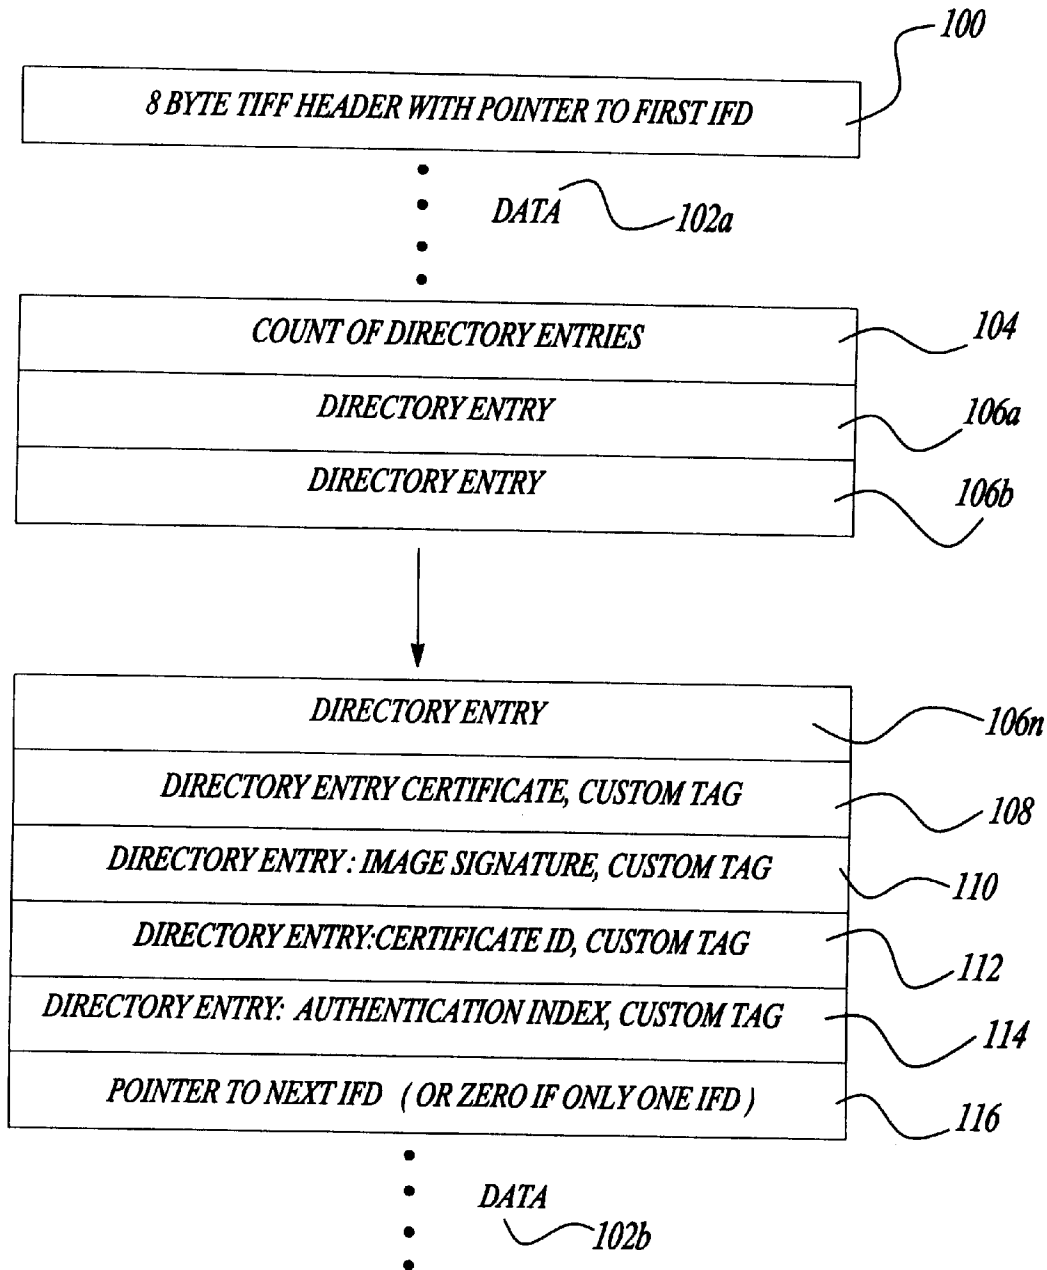 100
8 BYTE TIFF HEADER WITH POINTER TO FIRST IFD
DATA
102a
COUNT OF DIRECTORY ENTRIES
104
DIRECTORY ENTRY
106a
DIRECTORY ENTRY
106b
DIRECTORY ENTRY
106n
DIRECTORY ENTRY CERTIFICATE, CUSTOM TAG
108
DIRECTORY ENTRY : IMAGE SIGNATURE, CUSTOM TAG
110
DIRECTORY ENTRY:CERTIFICATE ID, CUSTOM TAG
112
DIRECTORY ENTRY: AUTHENTICATION INDEX, CUSTOM TAG
114
POINTER TO NEXT IFD ( OR ZERO IF ONLY ONE IFD )
116
DATA
102b